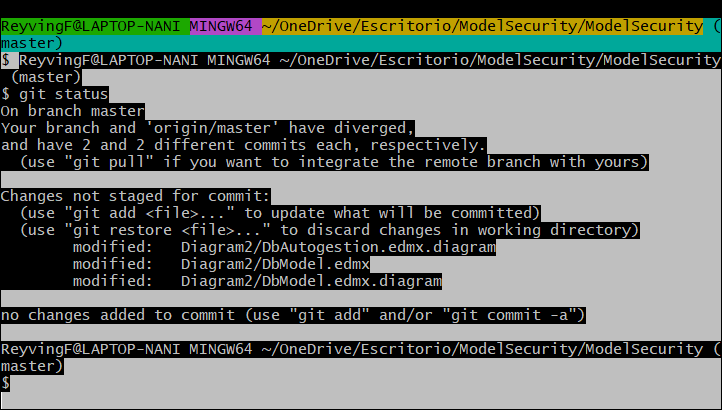 ReyvingF@LAPTOP-NANI MINGW64 ~/OneDrive/Escritorio/ModelSecurity/ModelSecurity (
master)
$ ReyvingF@LAPTOP-NANI MINGW64 ~/OneDrive/Escritorio/ModelSecurity/ModelSecurity
 (master)
$ git status
On branch master
Your branch and 'origin/master' have diverged,
and have 2 and 2 different commits each, respectively.
  (use "git pull" if you want to integrate the remote branch with yours)

Changes not staged for commit:
  (use "git add <file>..." to update what will be committed)
  (use "git restore <file>..." to discard changes in working directory)
        modified:   Diagram2/DbAutogestion.edmx.diagram
        modified:   Diagram2/DbModel.edmx
        modified:   Diagram2/DbModel.edmx.diagram

no changes added to commit (use "git add" and/or "git commit -a")

ReyvingF@LAPTOP-NANI MINGW64 ~/OneDrive/Escritorio/ModelSecurity/ModelSecurity (
master)
$